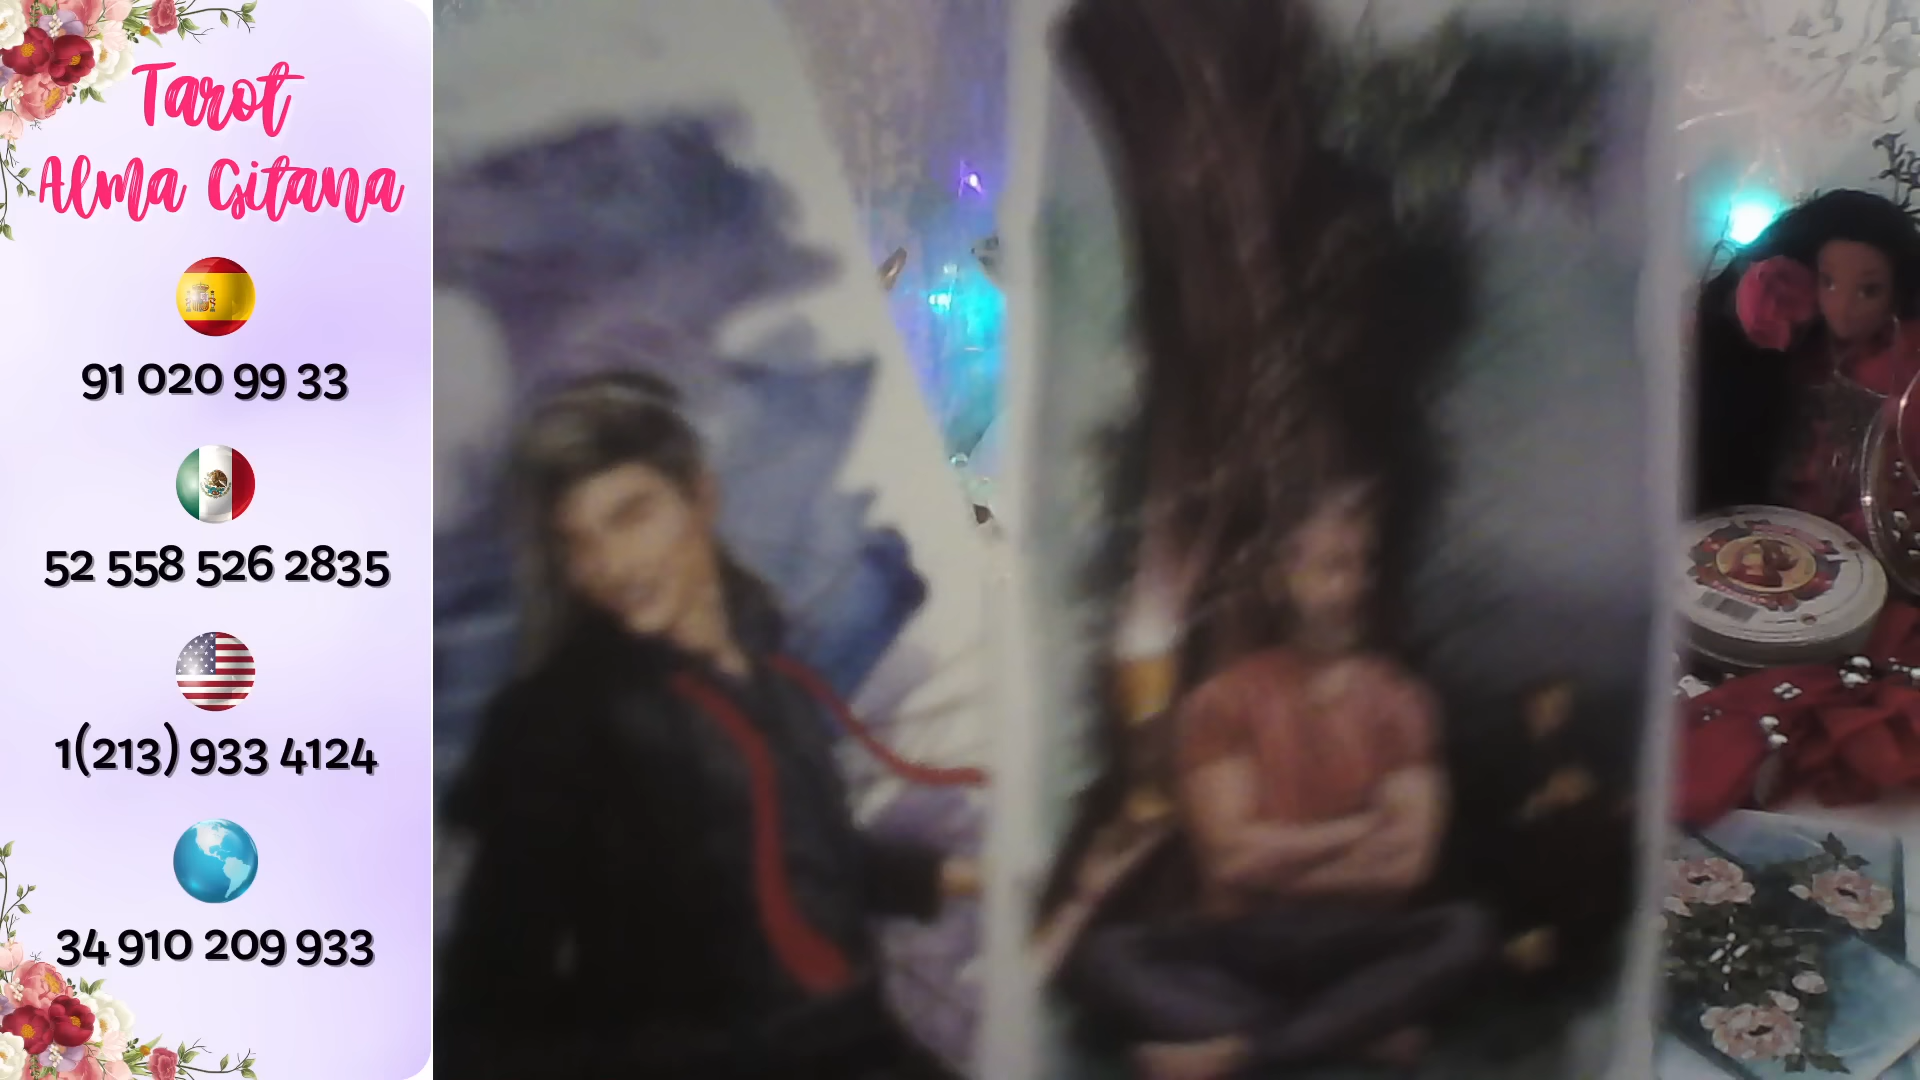 Tarot
Alma Gitana
91 020 99 33
52 558 526 2835
1(213) 933 4124
34 910 209 933